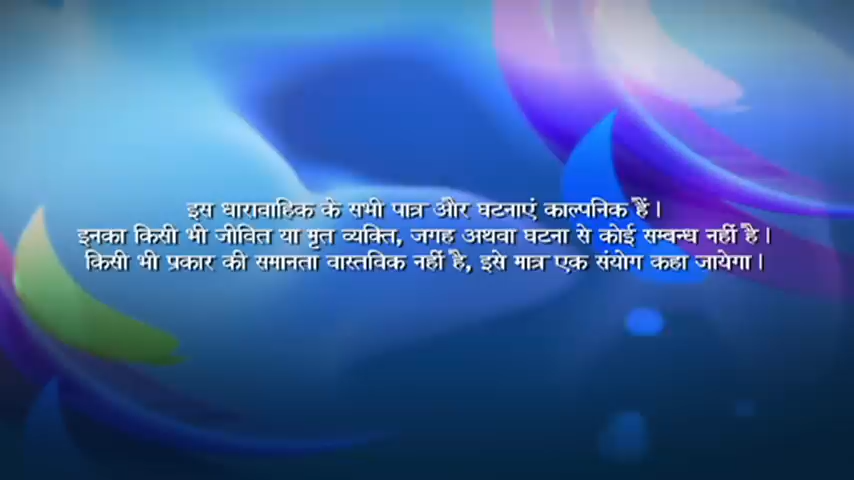 इस धारावाहिक के सभी पात्र और घटनाएं काल्पनिक हैं।
इनका किसी भी जीवित या मृत व्यक्ति, जगह अथवा घटना से कोई सम्बन्ध नहीं है।
किसी भी प्रकार की समानता वास्तविक नहीं है, इसे मात्र एक संयोग कहा जायेगा।